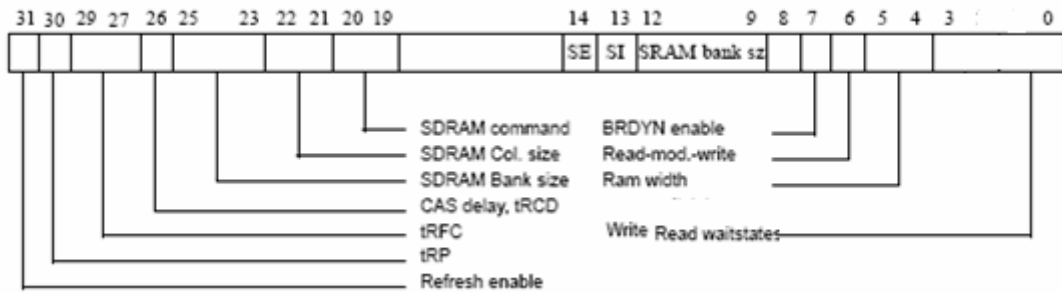 31 30 29 27 26 25 23 22 21 20 19 14 13 12 9 8 7 6 5 4 3 0
SE SI SRAM bank sz
SDRAM command BRDYN enable
SDRAM Col. size Read-mod.-write
SDRAM Bank size Ram width
CAS delay, tRCD
tRFC Write Read waitstates
tRP
Refresh enable